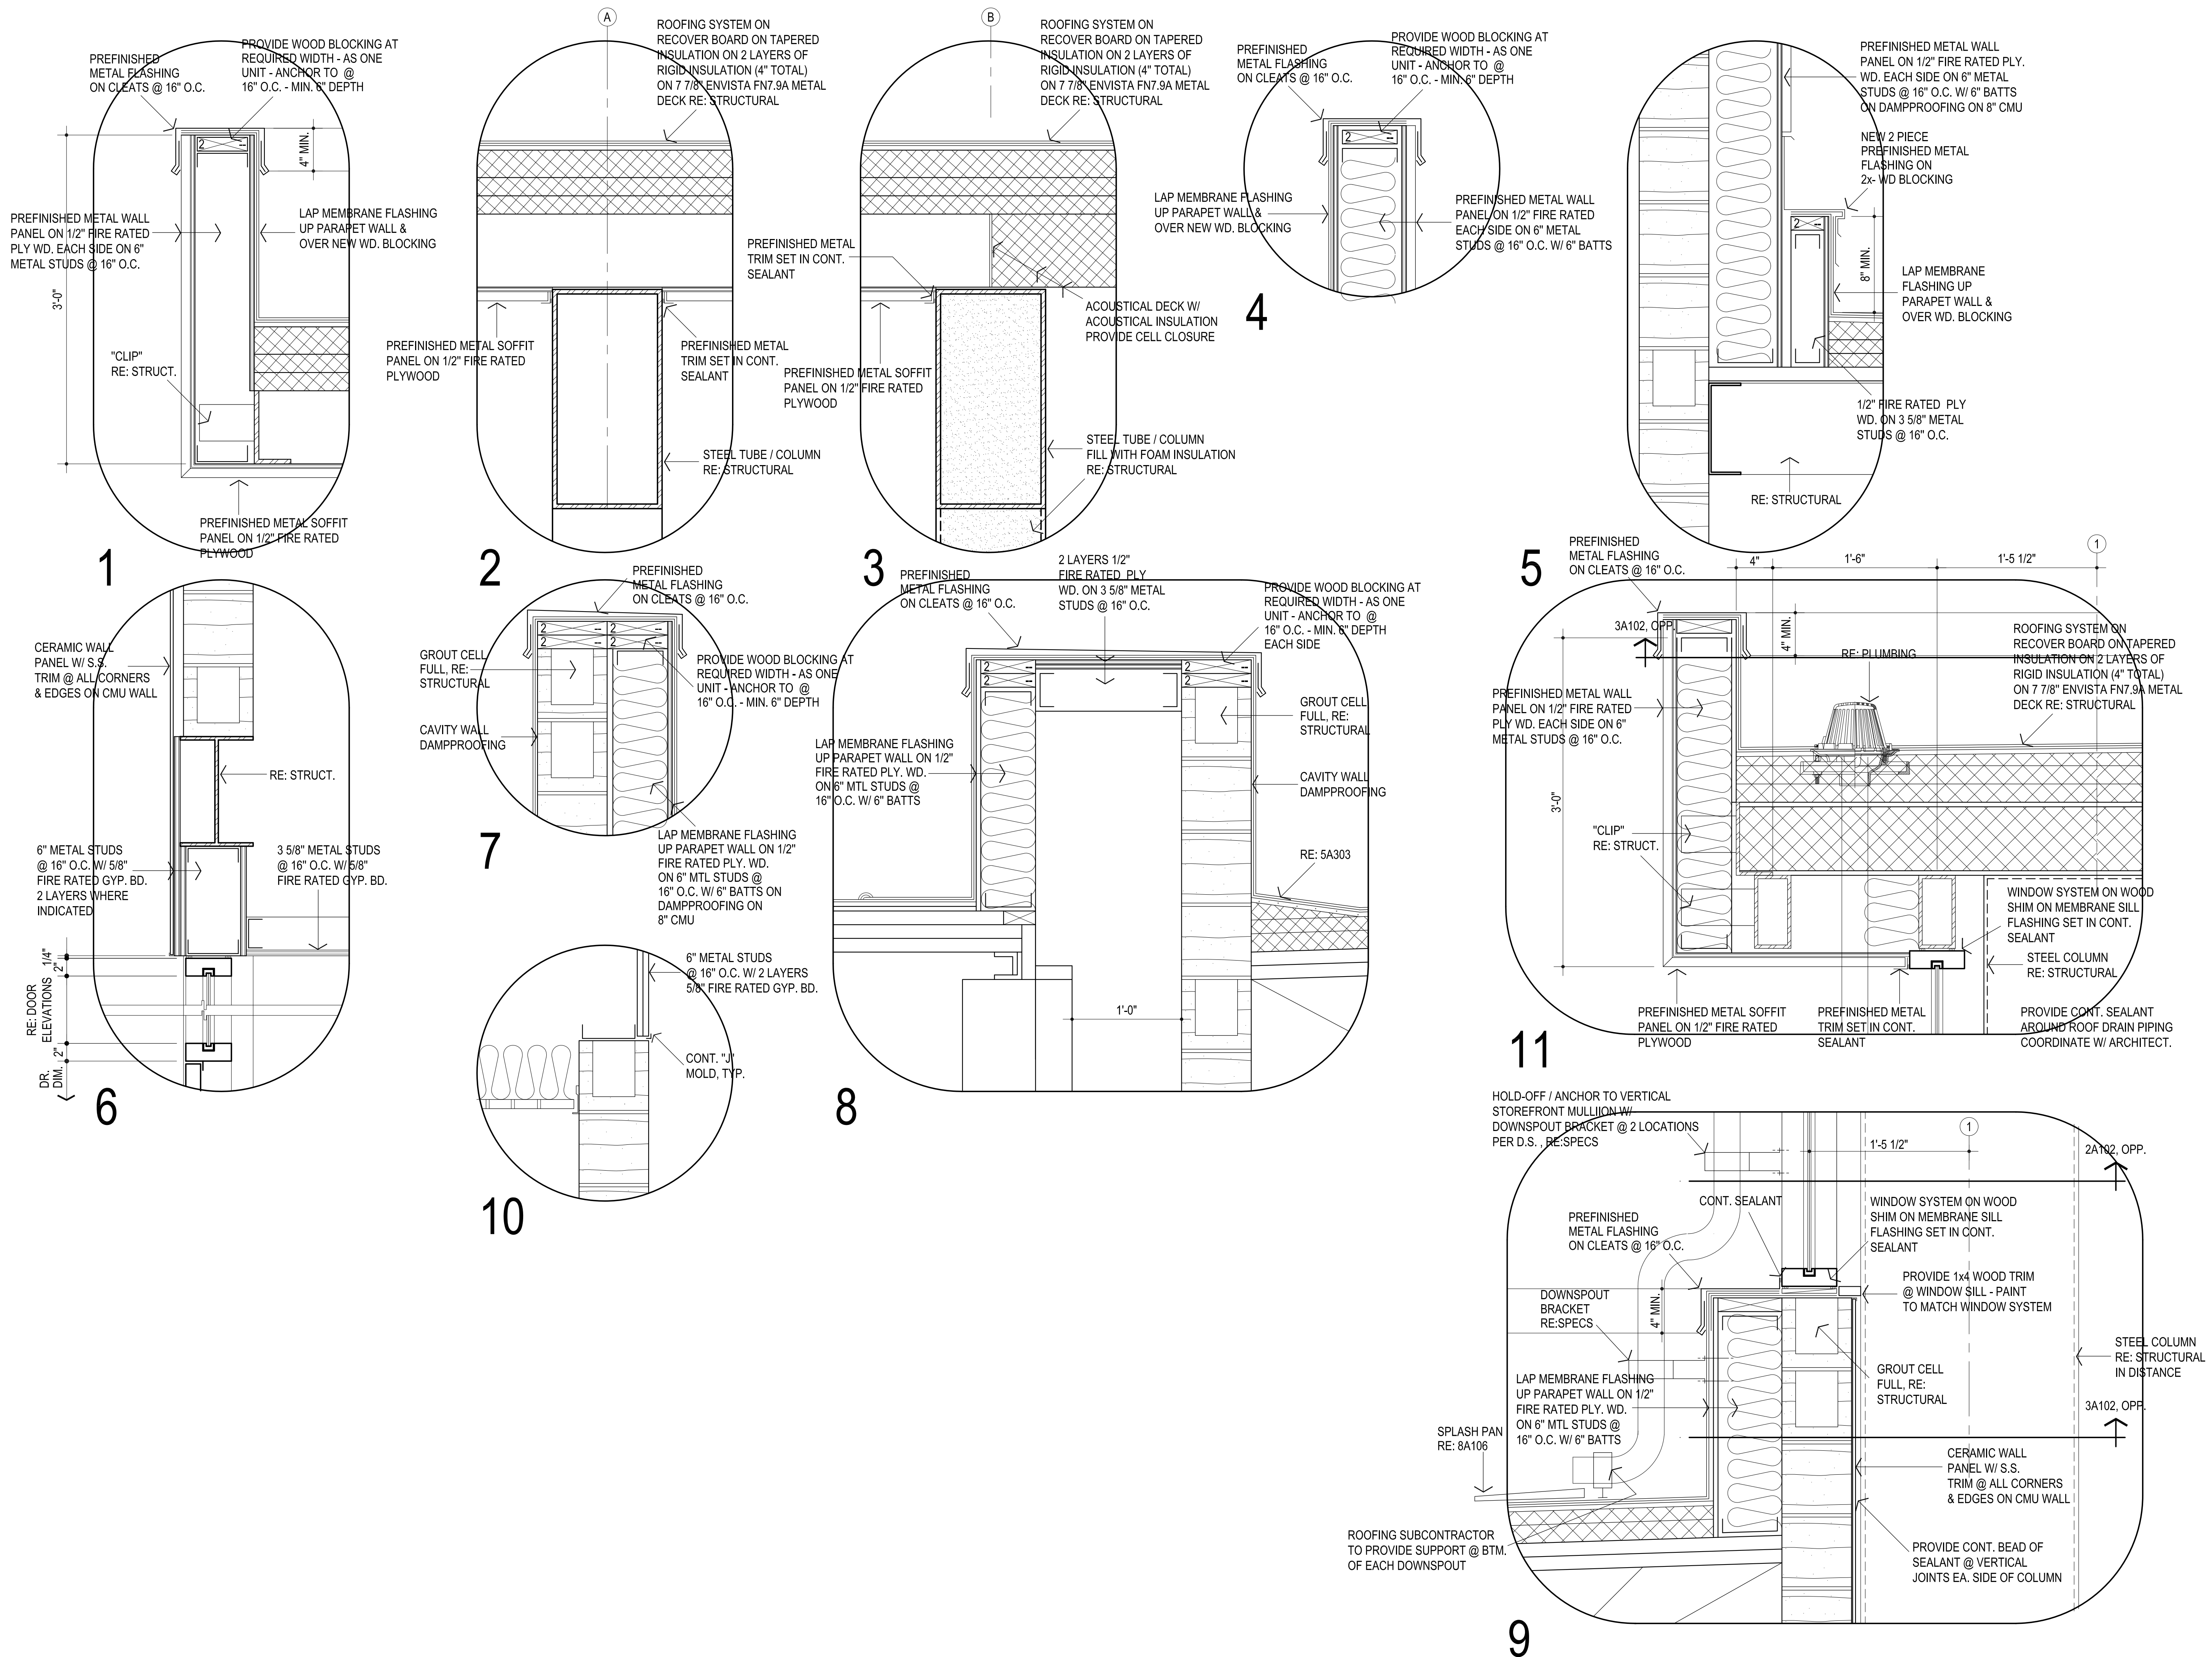 PREFINISHED
METAL FLASHING
ON CLEATS @ 16" O.C.
PROVIDE WOOD BLOCKING AT
REQUIRED WIDTH - AS ONE
UNIT - ANCHOR TO @
16" O.C. - MIN. 6" DEPTH
2
--
4" MIN.
3'-0"
PREFINISHED METAL WALL
PANEL ON 1/2" FIRE RATED
PLY WD. EACH SIDE ON 6"
METAL STUDS @ 16" O.C.
LAP MEMBRANE FLASHING
UP PARAPET WALL &
OVER NEW WD. BLOCKING
"CLIP"
RE: STRUCT.
PREFINISHED METAL SOFFIT
PANEL ON 1/2" FIRE RATED
PLYWOOD
1
A
ROOFING SYSTEM ON
RECOVER BOARD ON TAPERED
INSULATION ON 2 LAYERS OF
RIGID INSULATION (4" TOTAL)
ON 7 7/8" ENVISTA FN7.9A METAL
DECK RE: STRUCTURAL
PREFINISHED METAL SOFFIT
PANEL ON 1/2" FIRE RATED
PLYWOOD
PREFINISHED METAL
TRIM SET IN CONT.
SEALANT
STEEL TUBE / COLUMN
RE: STRUCTURAL
2
B
ROOFING SYSTEM ON
RECOVER BOARD ON TAPERED
INSULATION ON 2 LAYERS OF
RIGID INSULATION (4" TOTAL)
ON 7 7/8" ENVISTA FN7.9A METAL
DECK RE: STRUCTURAL
PREFINISHED METAL
TRIM SET IN CONT.
SEALANT
ACOUSTICAL DECK W/
ACOUSTICAL INSULATION
PROVIDE CELL CLOSURE
PREFINISHED METAL SOFFIT
PANEL ON 1/2" FIRE RATED
PLYWOOD
STEEL TUBE / COLUMN
FILL WITH FOAM INSULATION
RE: STRUCTURAL
3
PREFINISHED
METAL FLASHING
ON CLEATS @ 16" O.C.
PROVIDE WOOD BLOCKING AT
REQUIRED WIDTH - AS ONE
UNIT - ANCHOR TO @
16" O.C. - MIN. 6" DEPTH
2
--
LAP MEMBRANE FLASHING
UP PARAPET WALL &
OVER NEW WD. BLOCKING
PREFINISHED METAL WALL
PANEL ON 1/2" FIRE RATED
EACH SIDE ON 6" METAL
STUDS @ 16" O.C. W/ 6" BATTS
4
PREFINISHED METAL WALL
PANEL ON 1/2" FIRE RATED PLY.
WD. EACH SIDE ON 6" METAL
STUDS @ 16" O.C. W/ 6" BATTS
ON DAMPPROOFING ON 8" CMU
NEW 2 PIECE
PREFINISHED METAL
FLASHING ON
2x- WD BLOCKING
2
--
8" MIN.
LAP MEMBRANE
FLASHING UP
PARAPET WALL &
OVER WD. BLOCKING
1/2" FIRE RATED PLY
WD. ON 3 5/8" METAL
STUDS @ 16" O.C.
RE: STRUCTURAL
5
CERAMIC WALL
PANEL W/ S.S.
TRIM @ ALL CORNERS
& EDGES ON CMU WALL
RE: STRUCT.
6" METAL STUDS
@ 16" O.C. W/ 5/8"
FIRE RATED GYP. BD.
2 LAYERS WHERE
INDICATED
3 5/8" METAL STUDS
@ 16" O.C. W/ 5/8"
FIRE RATED GYP. BD.
1/4"
2"
RE: DOOR
ELEVATIONS
2"
DR.
DIM.
6
PREFINISHED
METAL FLASHING
ON CLEATS @ 16" O.C.
2
--
2
--
2
--
2
--
GROUT CELL
FULL, RE:
STRUCTURAL
PROVIDE WOOD BLOCKING AT
REQUIRED WIDTH - AS ONE
UNIT - ANCHOR TO @
16" O.C. - MIN. 6" DEPTH
CAVITY WALL
DAMPPROOFING
LAP MEMBRANE FLASHING
UP PARAPET WALL ON 1/2"
FIRE RATED PLY. WD.
ON 6" MTL STUDS @
16" O.C. W/ 6" BATTS ON
DAMPPROOFING ON
8" CMU
7
PREFINISHED
METAL FLASHING
ON CLEATS @ 16" O.C.
2 LAYERS 1/2"
FIRE RATED PLY
WD. ON 3 5/8" METAL
STUDS @ 16" O.C.
PROVIDE WOOD BLOCKING AT
REQUIRED WIDTH - AS ONE
UNIT - ANCHOR TO @
16" O.C. - MIN. 6" DEPTH
EACH SIDE
2
--
2
--
2
--
2
--
GROUT CELL
FULL, RE:
STRUCTURAL
LAP MEMBRANE FLASHING
UP PARAPET WALL ON 1/2"
FIRE RATED PLY. WD.
ON 6" MTL STUDS @
16" O.C. W/ 6" BATTS
CAVITY WALL
DAMPPROOFING
RE: 5A303
1'-0"
8
6" METAL STUDS
@ 16" O.C. W/ 2 LAYERS
5/8" FIRE RATED GYP. BD.
CONT. "J"
MOLD, TYP.
10
PREFINISHED
METAL FLASHING
ON CLEATS @ 16" O.C.
4"
1'-6"
1'-5 1/2"
1
3A102, OPP.
4" MIN.
RE: PLUMBING
ROOFING SYSTEM ON
RECOVER BOARD ON TAPERED
INSULATION ON 2 LAYERS OF
RIGID INSULATION (4" TOTAL)
ON 7 7/8" ENVISTA FN7.9A METAL
DECK RE: STRUCTURAL
PREFINISHED METAL WALL
PANEL ON 1/2" FIRE RATED
PLY WD. EACH SIDE ON 6"
METAL STUDS @ 16" O.C.
3'-0"
"CLIP"
RE: STRUCT.
WINDOW SYSTEM ON WOOD
SHIM ON MEMBRANE SILL
FLASHING SET IN CONT.
SEALANT
STEEL COLUMN
RE: STRUCTURAL
PREFINISHED METAL SOFFIT
PANEL ON 1/2" FIRE RATED
PLYWOOD
PREFINISHED METAL
TRIM SET IN CONT.
SEALANT
PROVIDE CONT. SEALANT
AROUND ROOF DRAIN PIPING
COORDINATE W/ ARCHITECT.
11
HOLD-OFF / ANCHOR TO VERTICAL
STOREFRONT MULLIION W/
DOWNSPOUT BRACKET @ 2 LOCATIONS
PER D.S. , RE:SPECS
1
1'-5 1/2"
2A102, OPP.
CONT. SEALANT
WINDOW SYSTEM ON WOOD
SHIM ON MEMBRANE SILL
FLASHING SET IN CONT.
SEALANT
PREFINISHED
METAL FLASHING
ON CLEATS @ 16" O.C.
PROVIDE 1x4 WOOD TRIM
@ WINDOW SILL - PAINT
TO MATCH WINDOW SYSTEM
DOWNSPOUT
BRACKET
RE:SPECS
4" MIN.
STEEL COLUMN
RE: STRUCTURAL
IN DISTANCE
GROUT CELL
FULL, RE:
STRUCTURAL
LAP MEMBRANE FLASHING
UP PARAPET WALL ON 1/2"
FIRE RATED PLY. WD.
ON 6" MTL STUDS @
16" O.C. W/ 6" BATTS
3A102, OPP.
SPLASH PAN
RE: 8A106
CERAMIC WALL
PANEL W/ S.S.
TRIM @ ALL CORNERS
& EDGES ON CMU WALL
ROOFING SUBCONTRACTOR
TO PROVIDE SUPPORT @ BTM.
OF EACH DOWNSPOUT
PROVIDE CONT. BEAD OF
SEALANT @ VERTICAL
JOINTS EA. SIDE OF COLUMN
9